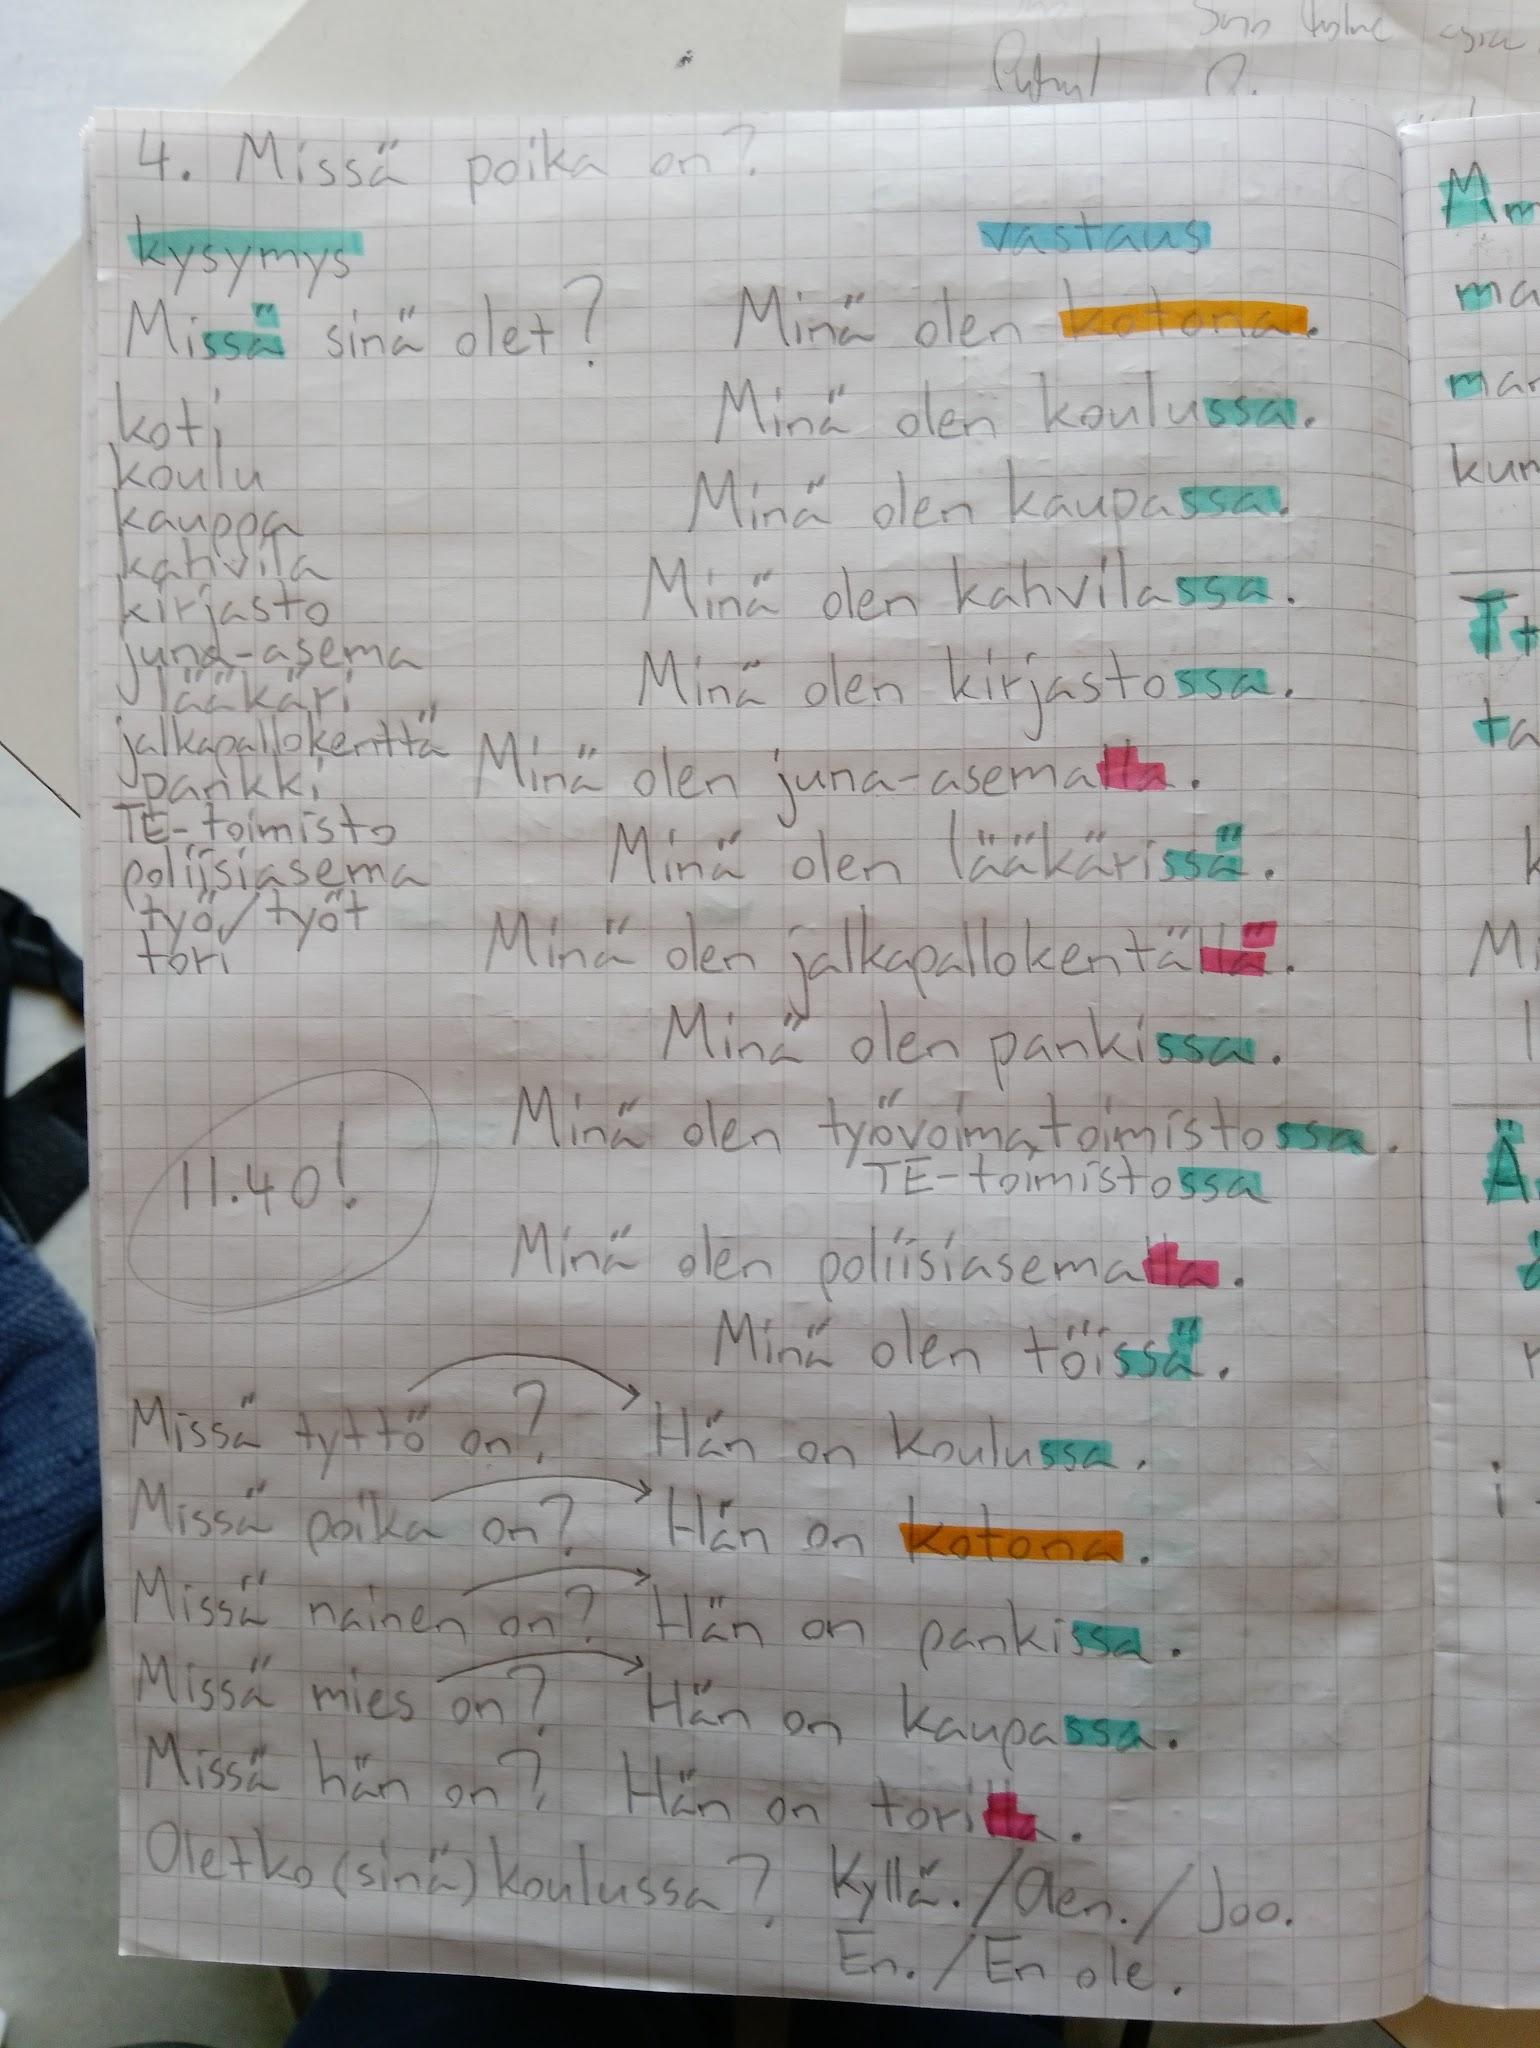 4. Missä poika on?
kysymys
vastaus
Missä sinä olet?
Minä olen kotona.
koti
koulu
kauppa
kahvila
kirjasto
juna-asema
lääkäri
jalkapallokenttä
pankki
TE-toimisto
poliisiasema
työ/työt
tori
Minä olen koulussa.
Minä olen kaupassa.
Minä olen kahvilassa.
Minä olen kirjastossa.
Minä olen juna-asemalla.
Minä olen lääkärissä.
Minä olen jalkapallokentällä.
Minä olen pankissa.
Minä olen työvoimatoimistossa.
TE-toimistossa
Minä olen poliisiasemalla.
Minä olen töissä.
11.40!
Missä tyttö on? Hän on koulussa.
Missä poika on? Hän on kotona.
Missä nainen on? Hän on pankissa.
Missä mies on? Hän on kaupassa.
Missä hän on? Hän on torilla.
Oletko (sinä) koulussa? Kyllä./Olen./Joo.
En./En ole.